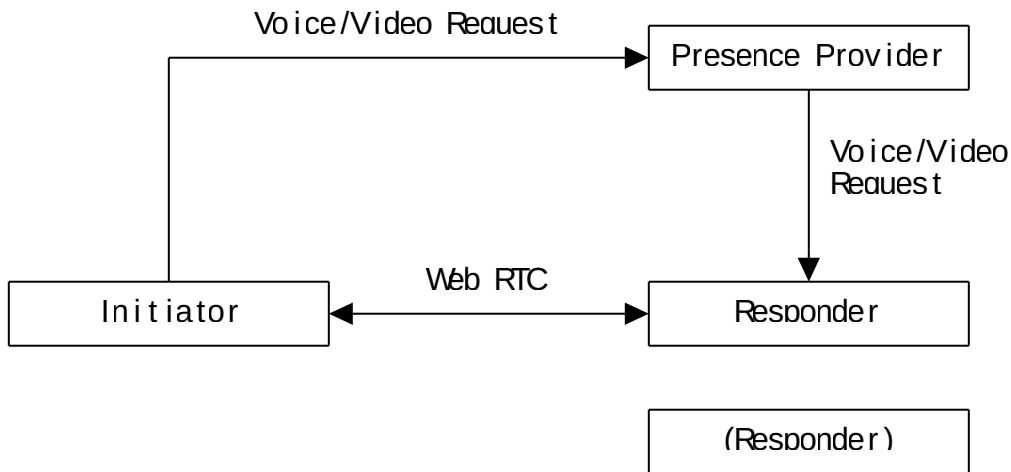 Voice/Video Request
Presence Provider
Voice/Video
Request
Web RTC
Initiator
Responder
(Responder)